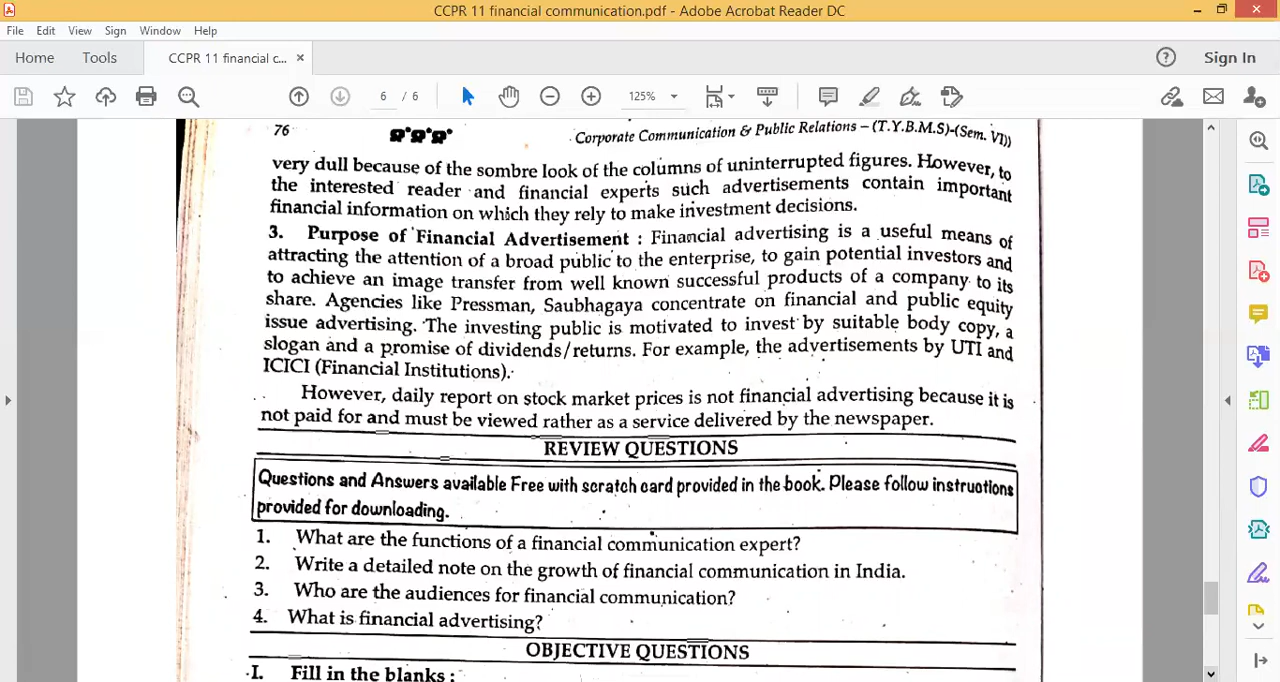 CCPR 11 financial communication.pdf - Adobe Acrobat Reader DC
File Edit View Sign Window Help
Home Tools CCPR 11 financial c... × Sign In
6 / 6 125%
76 Corporate Communication & Public Relations – (T.Y.B.M.S)-(Sem. VI))
very dull because of the sombre look of the columns of uninterrupted figures. However, to
the interested reader and financial experts such advertisements contain important
financial information on which they rely to make investment decisions.
3. Purpose of Financial Advertisement : Financial advertising is a useful means of
attracting the attention of a broad public to the enterprise, to gain potential investors and
to achieve an image transfer from well known successful products of a company to its
share. Agencies like Pressman, Saubhagaya concentrate on financial and public equity
issue advertising. The investing public is motivated to invest by suitable body copy, a
slogan and a promise of dividends/returns. For example, the advertisements by UTI and
ICICI (Financial Institutions).
However, daily report on stock market prices is not financial advertising because it is
not paid for and must be viewed rather as a service delivered by the newspaper.
REVIEW QUESTIONS
Questions and Answers available Free with scratch card provided in the book. Please follow instructions
provided for downloading.
1. What are the functions of a financial communication expert?
2. Write a detailed note on the growth of financial communication in India.
3. Who are the audiences for financial communication?
4. What is financial advertising?
OBJECTIVE QUESTIONS
I. Fill in the blanks :